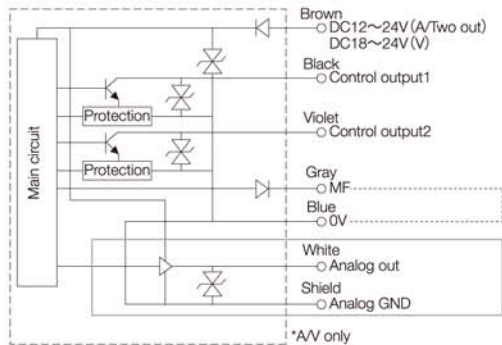 Brown
DC12～24V(A/Two out)
DC18～24V(V)
Black
Control output1
Protection
Violet
Control output2
Protection
Main circuit
Gray
MF
Blue
0V
White
Analog out
Shield
Analog GND
*A/V only